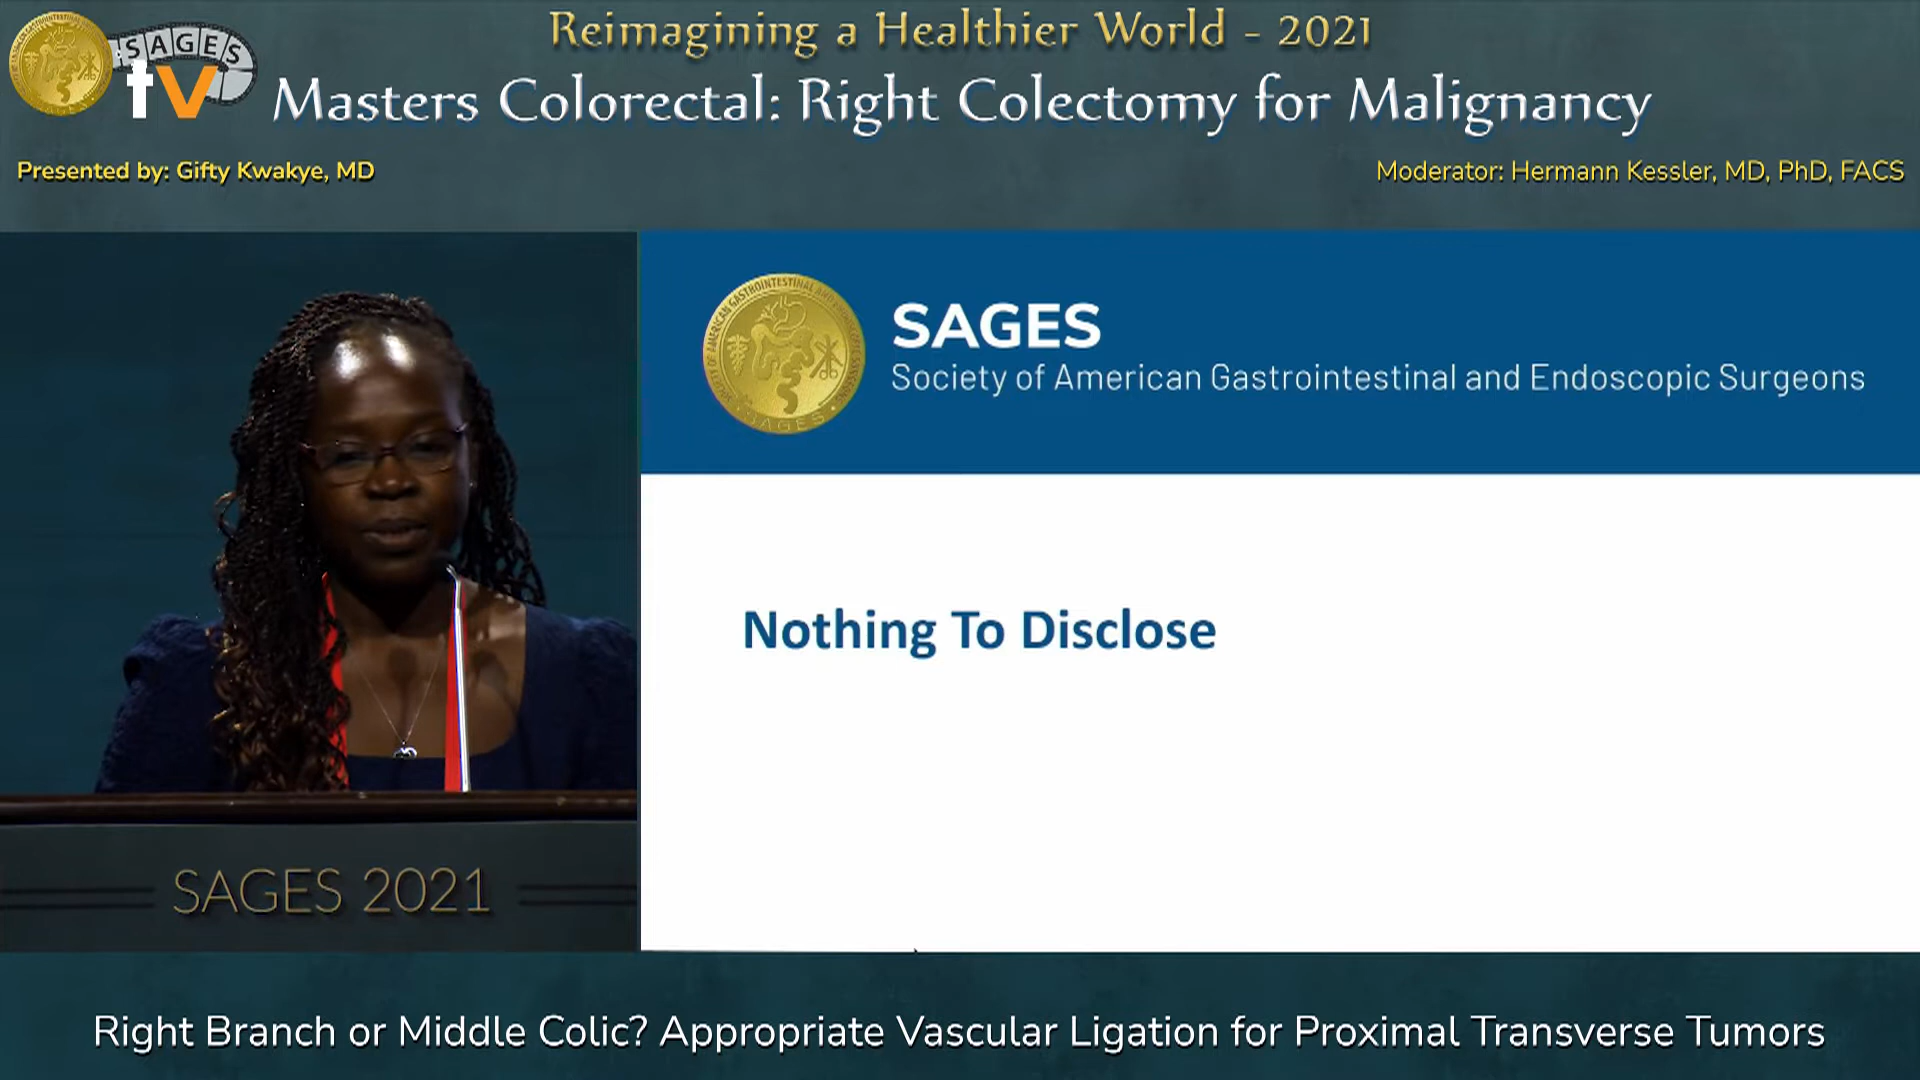 Reimagining a Healthier World - 2021
SAGES
tv
Masters Colorectal: Right Colectomy for Malignancy
Presented by: Gifty Kwakye, MD
Moderator: Hermann Kessler, MD, PhD, FACS
SAGES
Society of American Gastrointestinal and Endoscopic Surgeons
SAGES
Nothing To Disclose
SAGES 2021
Right Branch or Middle Colic? Appropriate Vascular Ligation for Proximal Transverse Tumors